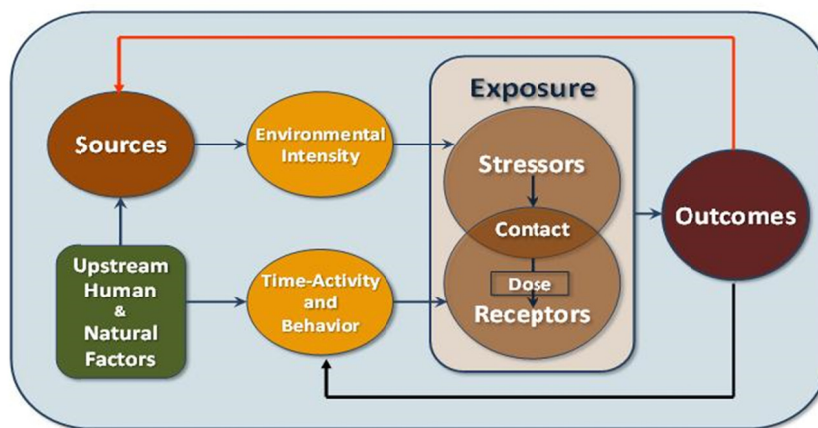 Exposure
Sources
Environmental
Intensity
Stressors
Contact
Dose
Receptors
Outcomes
Upstream
Human
&
Natural
Factors
Time-Activity
and
Behavior